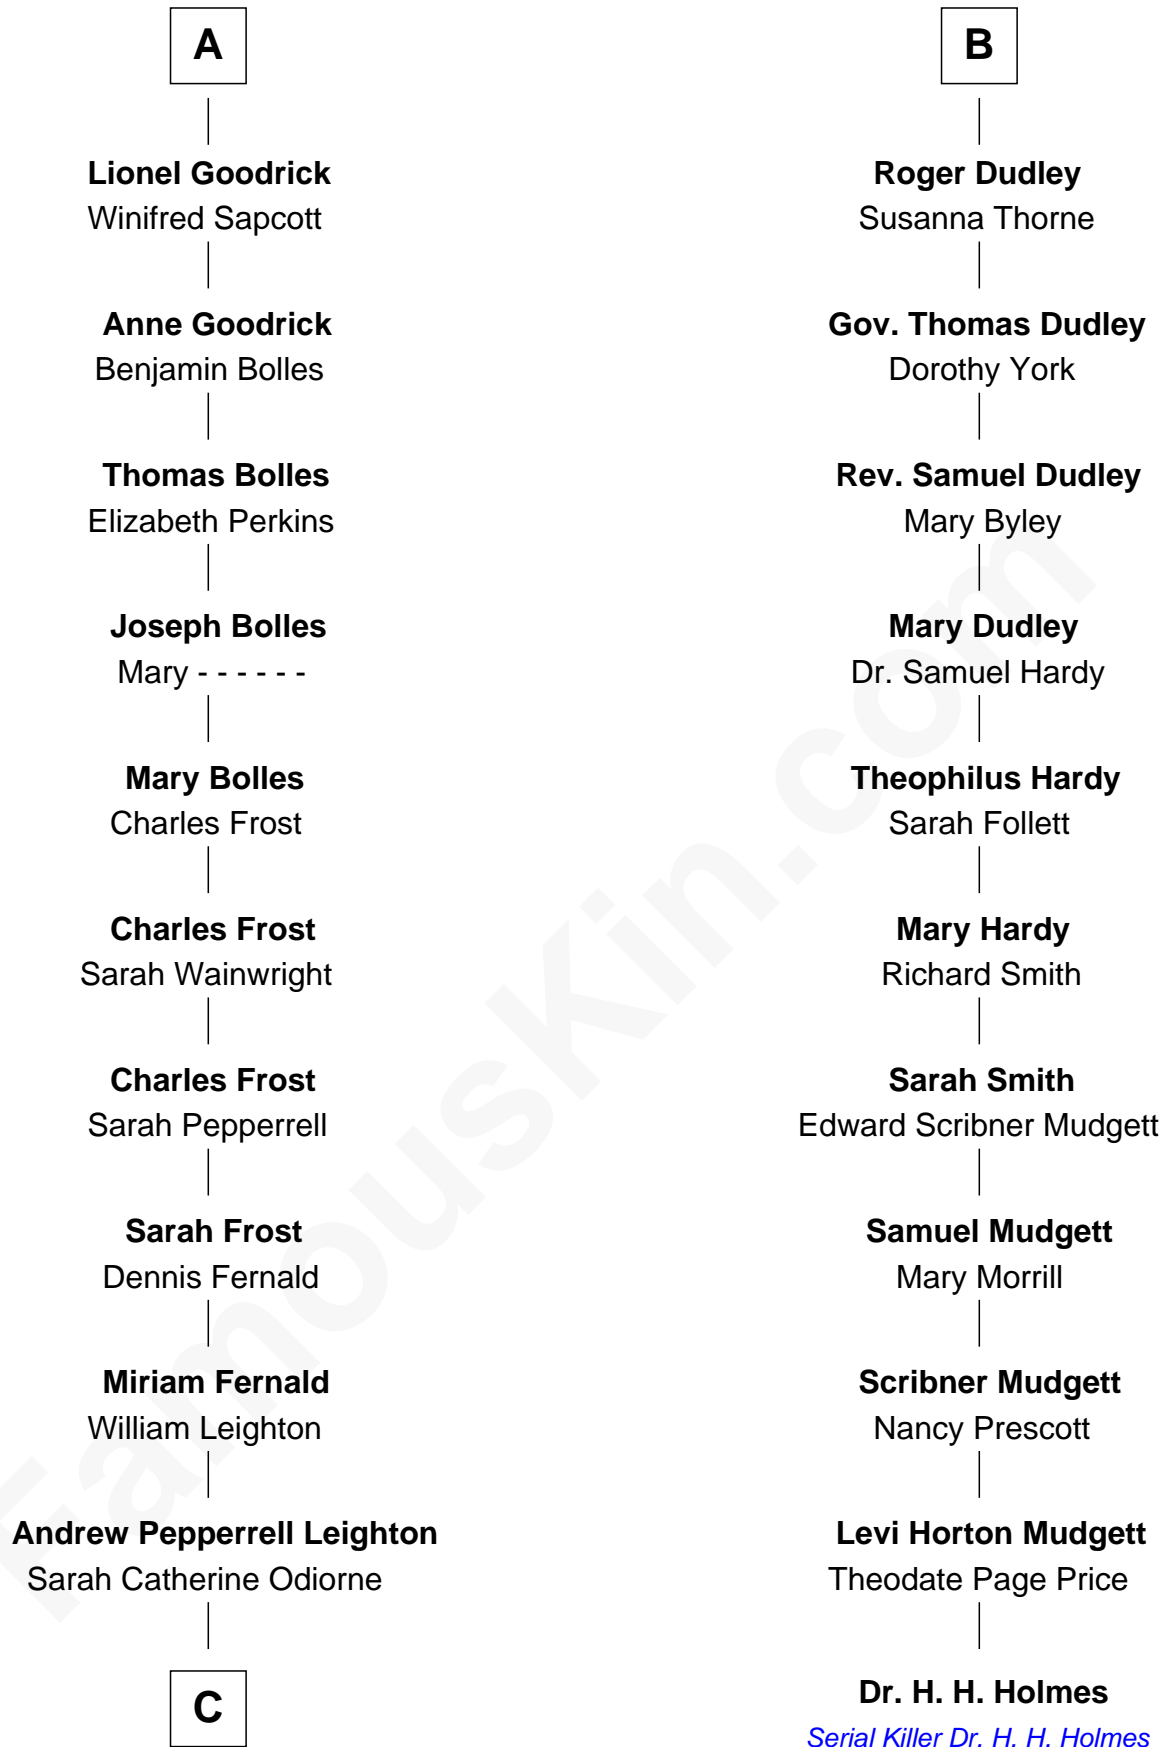 A
Lionel Goodrick
Winifred Sapcott
Anne Goodrick
Benjamin Bolles
Thomas Bolles
Elizabeth Perkins
Joseph Bolles
Mary - - - - - -
Mary Bolles
Charles Frost
Charles Frost
Sarah Wainwright
Charles Frost
Sarah Pepperrell
Sarah Frost
Dennis Fernald
Miriam Fernald
William Leighton
Andrew Pepperrell Leighton
Sarah Catherine Odiorne
C
B
Roger Dudley
Susanna Thorne
Gov. Thomas Dudley
Dorothy York
Rev. Samuel Dudley
Mary Byley
Mary Dudley
Dr. Samuel Hardy
Theophilus Hardy
Sarah Follett
Mary Hardy
Richard Smith
Sarah Smith
Edward Scribner Mudgett
Samuel Mudgett
Mary Morrill
Scribner Mudgett
Nancy Prescott
Levi Horton Mudgett
Theodate Page Price
Dr. H. H. Holmes
Serial Killer Dr. H. H. Holmes
FamousKin.com